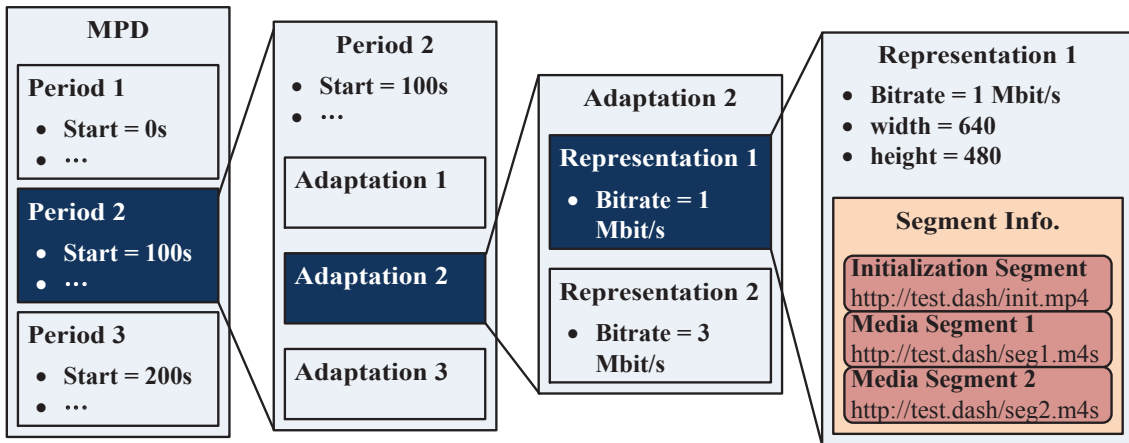 MPD
Period 1
• Start = 0s
• ...
Period 2
• Start = 100s
• ...
Period 3
• Start = 200s
• ...
Period 2
• Start = 100s
• ...
Adaptation 1
Adaptation 2
Adaptation 3
Adaptation 2
Representation 1
• Bitrate = 1
Mbit/s
Representation 2
• Bitrate = 3
Mbit/s
Representation 1
• Bitrate = 1 Mbit/s
• width = 640
• height = 480
Segment Info.
Initialization Segment
http://test.dash/init.mp4
Media Segment 1
http://test.dash/seg1.m4s
Media Segment 2
http://test.dash/seg2.m4s